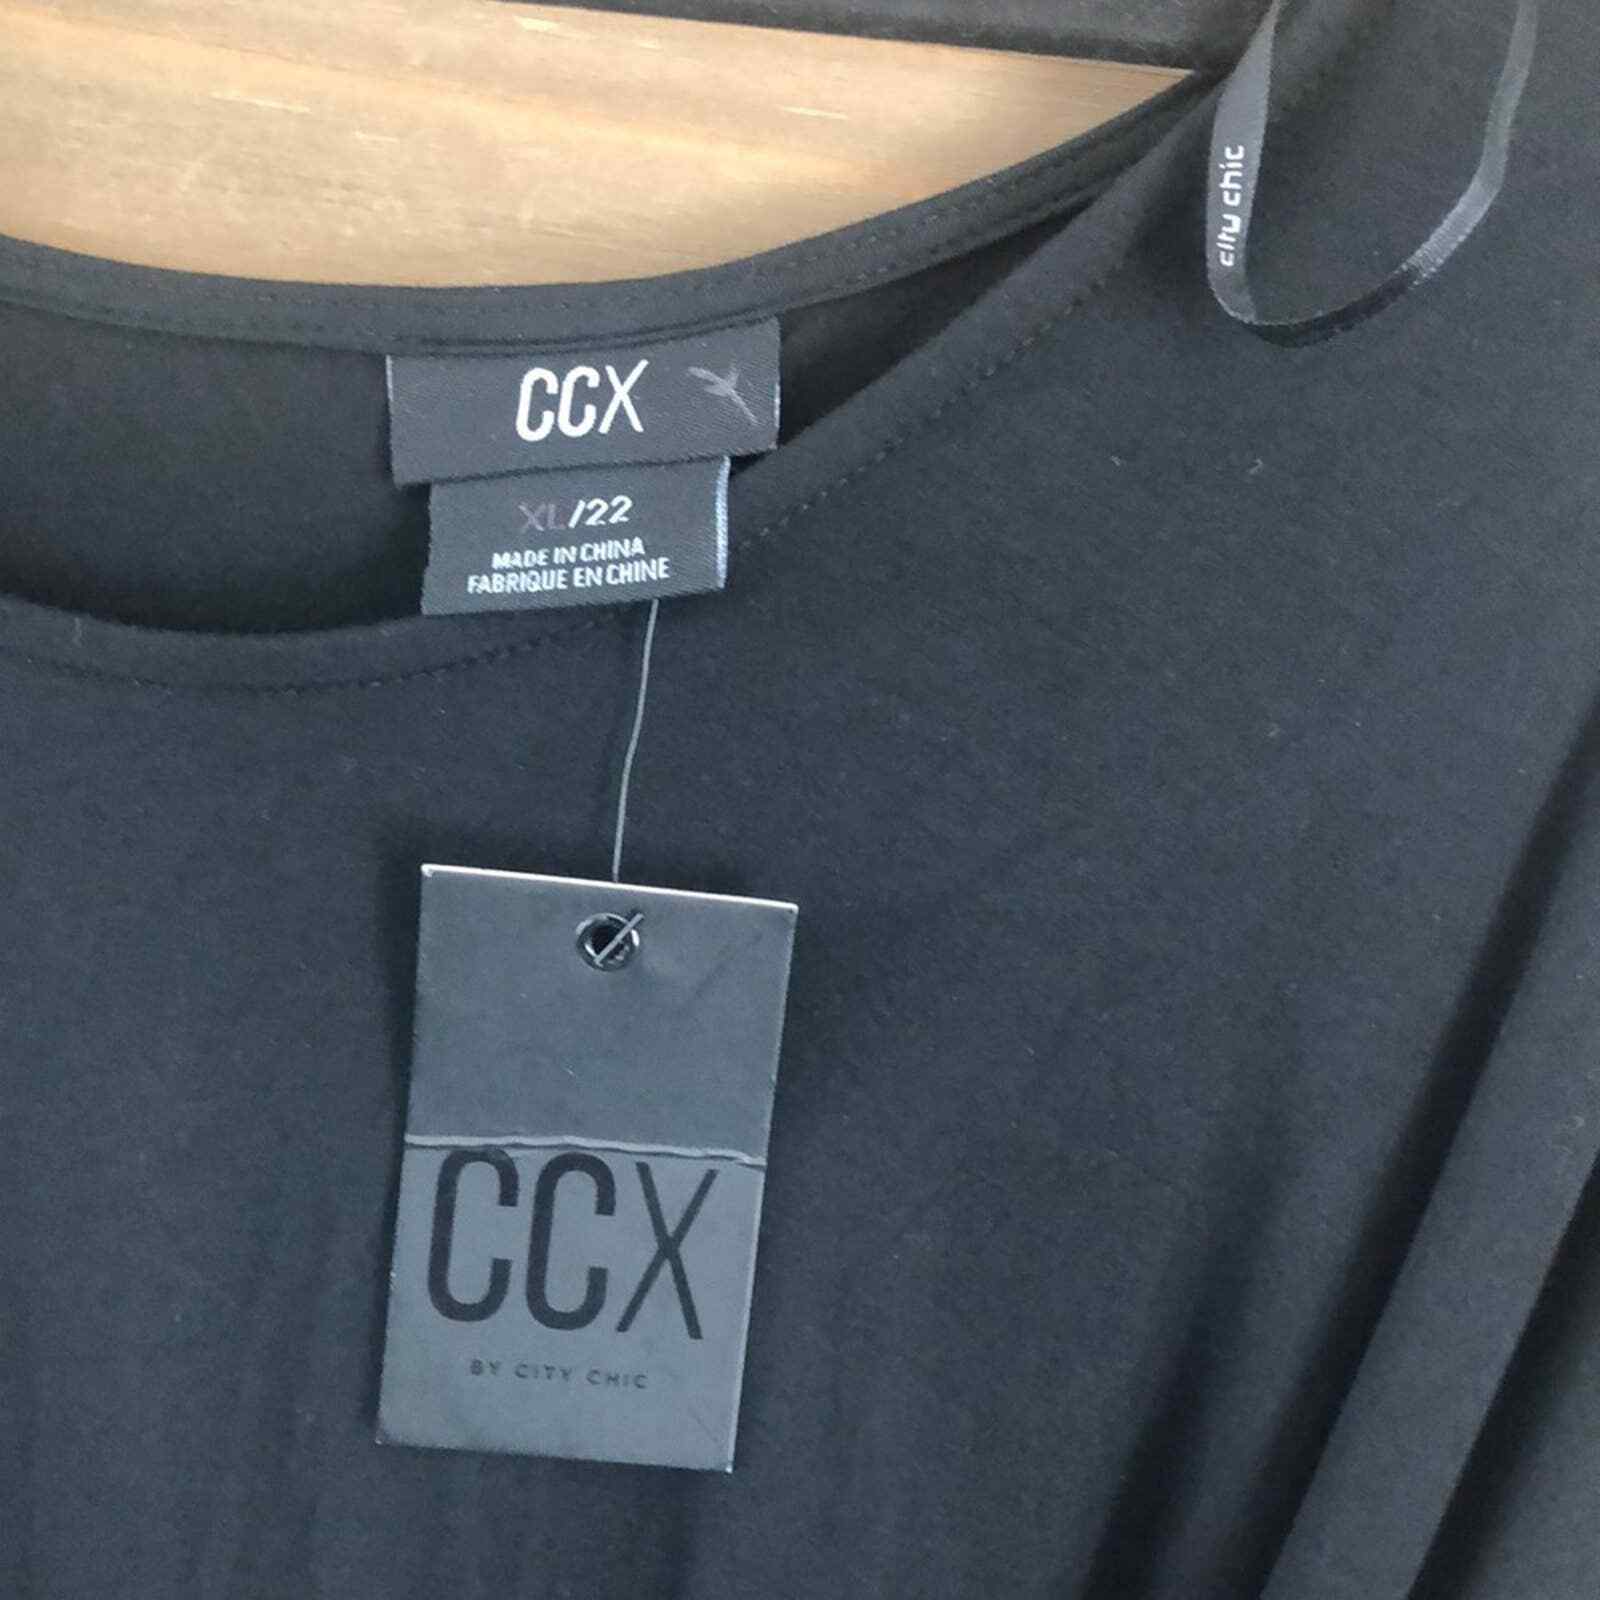 city chic
CCX
XL/22
MADE IN CHINA
FABRIQUE EN CHINE
CCX
BY CITY CHIC